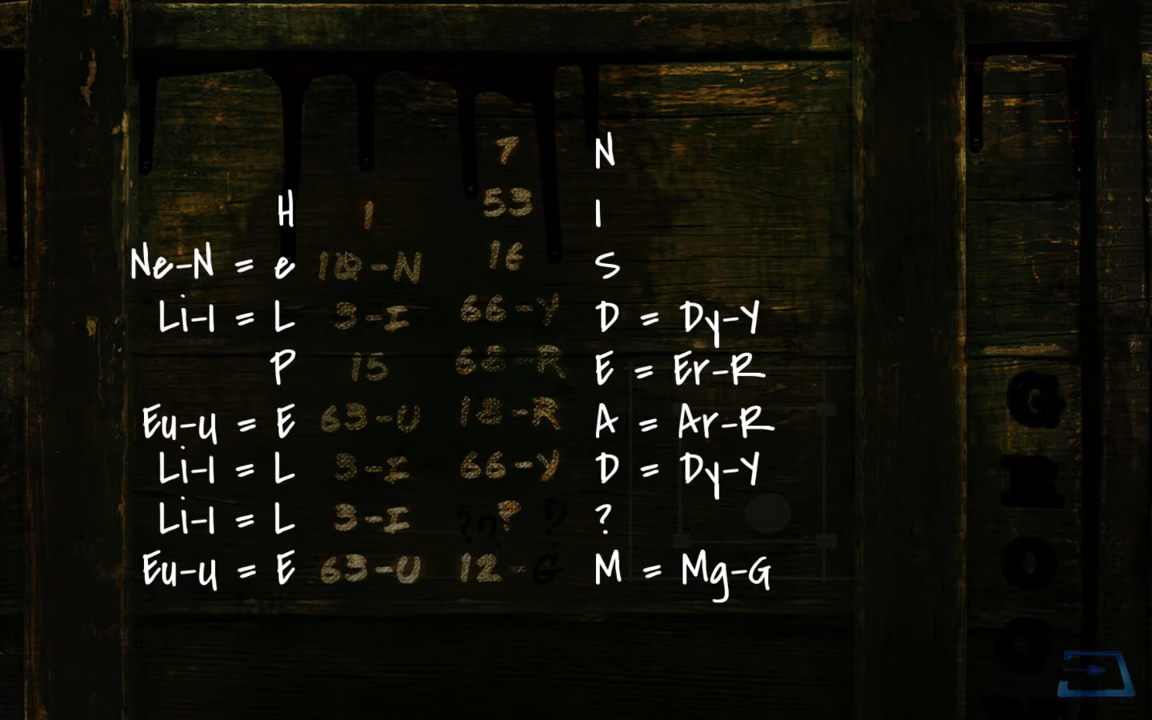 7 N
H 1 53 I
Ne-N = e 10-N 16 S
Li-I = L 3-I 66-Y D = Dy-Y
P 15 68-R E = Er-R
Eu-u = E 63-U 18-R A = Ar-R
Li-I = L 3-I 66-Y D = Dy-Y
Li-I = L 3-I ? ?
Eu-u = E 63-U 12-G M = Mg-G
G
R
O